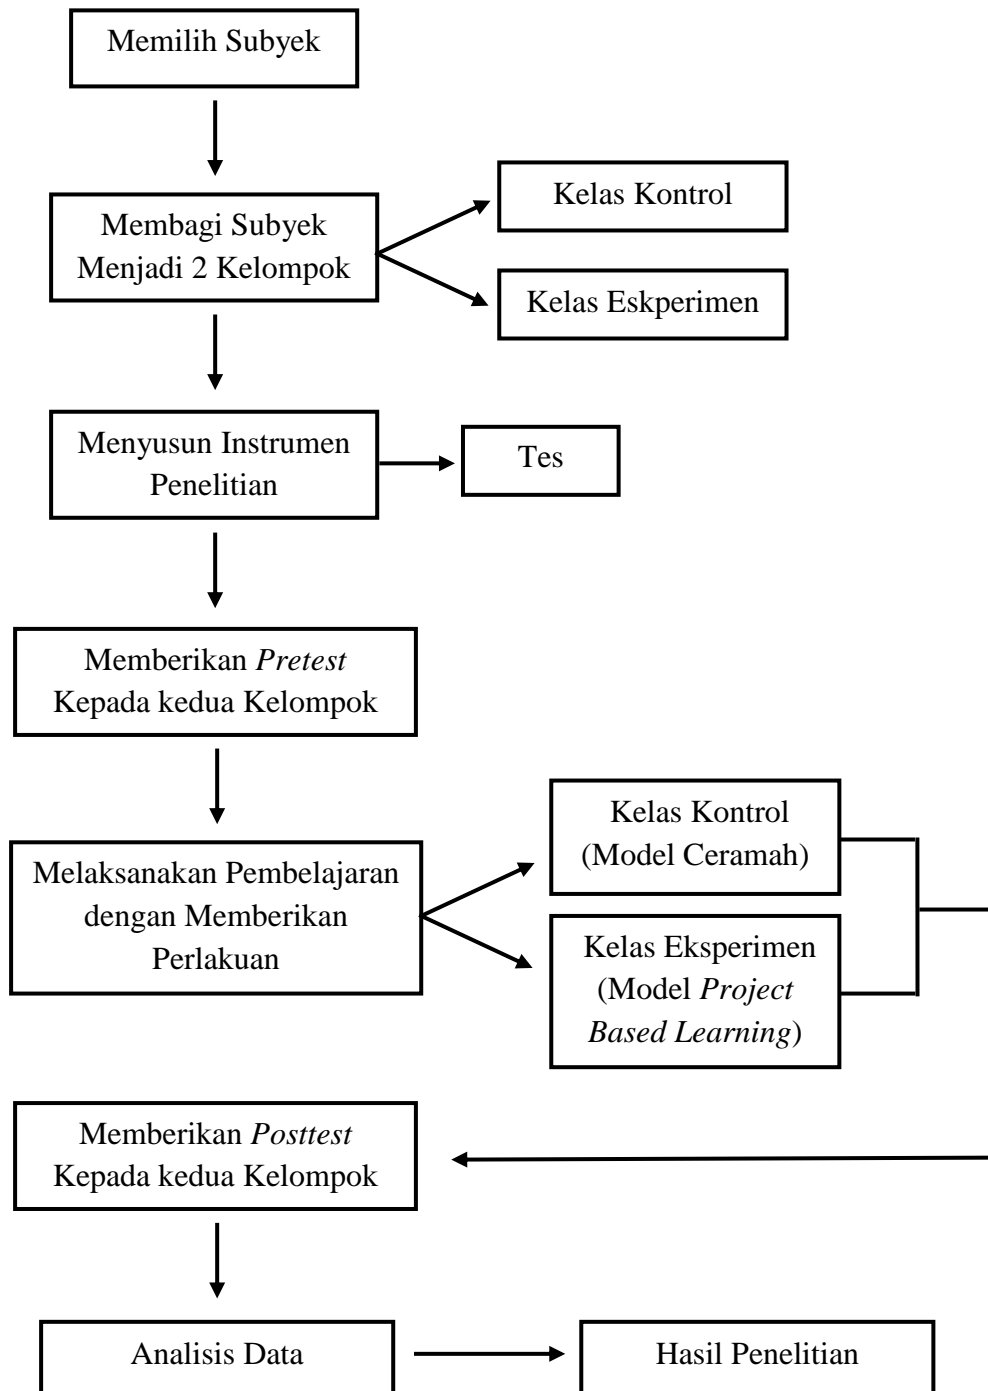 Memilih Subyek
Membagi Subyek
Menjadi 2 Kelompok
Kelas Kontrol
Kelas Eskperimen
Menyusun Instrumen
Penelitian
Tes
Memberikan Pretest
Kepada kedua Kelompok
Melaksanakan Pembelajaran
dengan Memberikan
Perlakuan
Kelas Kontrol
(Model Ceramah)
Kelas Eksperimen
(Model Project
Based Learning)
Memberikan Posttest
Kepada kedua Kelompok
Analisis Data
Hasil Penelitian